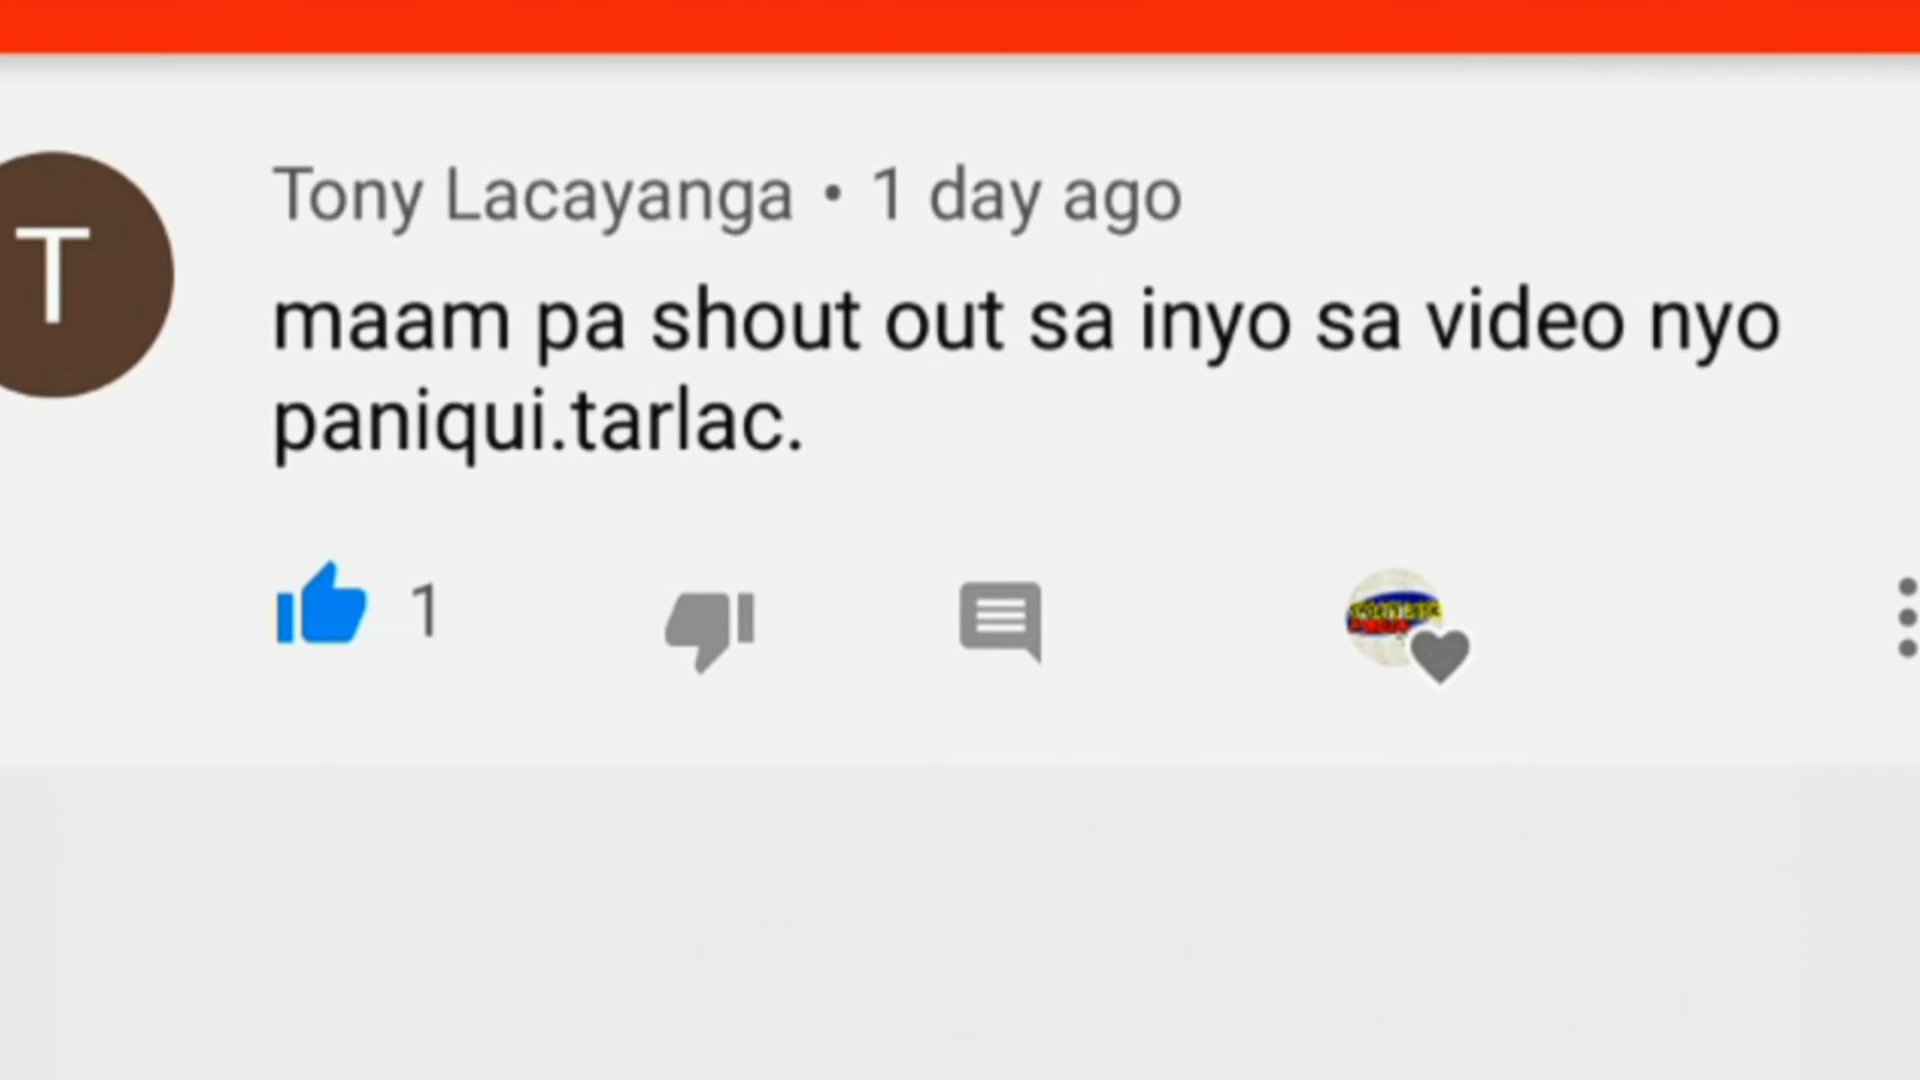 T
Tony Lacayanga • 1 day ago
maam pa shout out sa inyo sa video nyo
paniqui.tarlac.
1